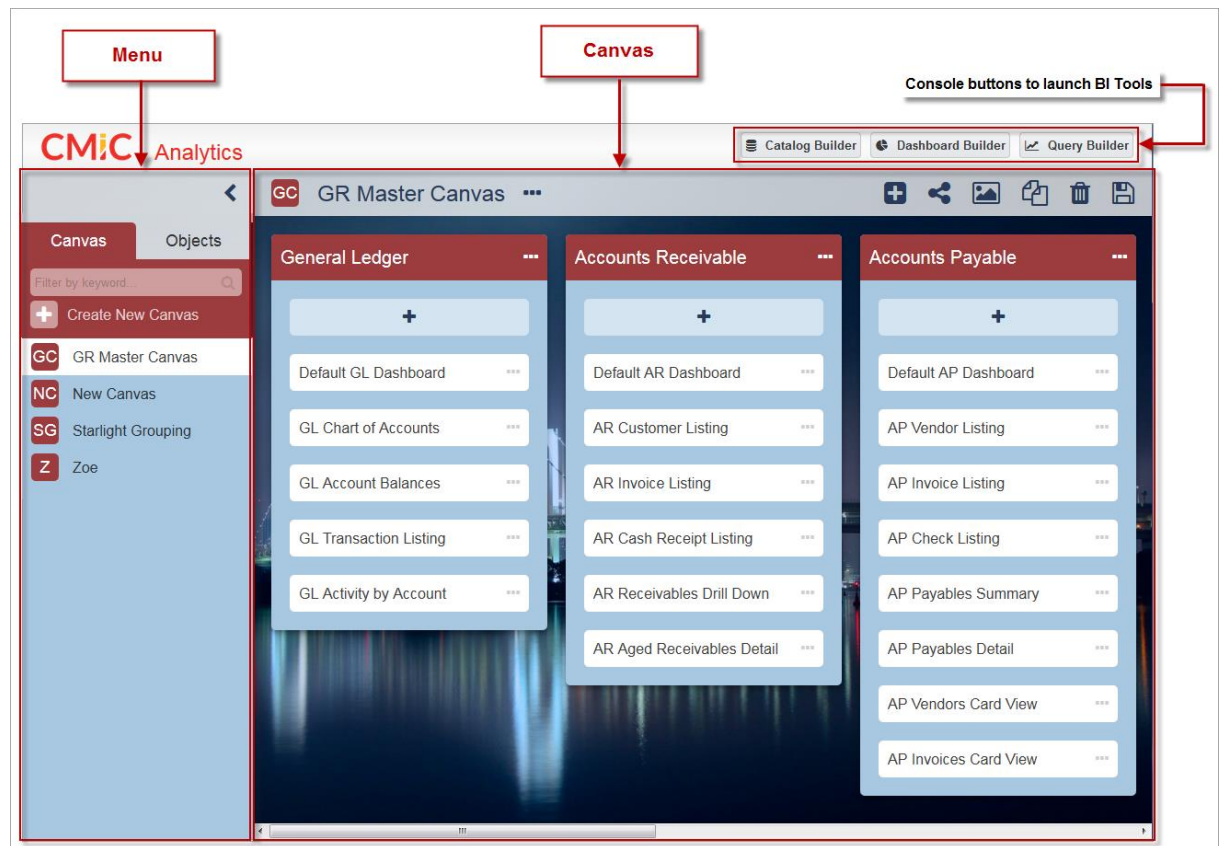 Menu
Canvas
Console buttons to launch BI Tools
CMiC Analytics
Catalog Builder
Dashboard Builder
Query Builder
GC GR Master Canvas
Canvas
Objects
Filter by keyword...
Create New Canvas
GC GR Master Canvas
NC New Canvas
SG Starlight Grouping
Z Zoe
General Ledger
Default GL Dashboard
GL Chart of Accounts
GL Account Balances
GL Transaction Listing
GL Activity by Account
Accounts Receivable
Default AR Dashboard
AR Customer Listing
AR Invoice Listing
AR Cash Receipt Listing
AR Receivables Drill Down
AR Aged Receivables Detail
Accounts Payable
Default AP Dashboard
AP Vendor Listing
AP Invoice Listing
AP Check Listing
AP Payables Summary
AP Payables Detail
AP Vendors Card View
AP Invoices Card View